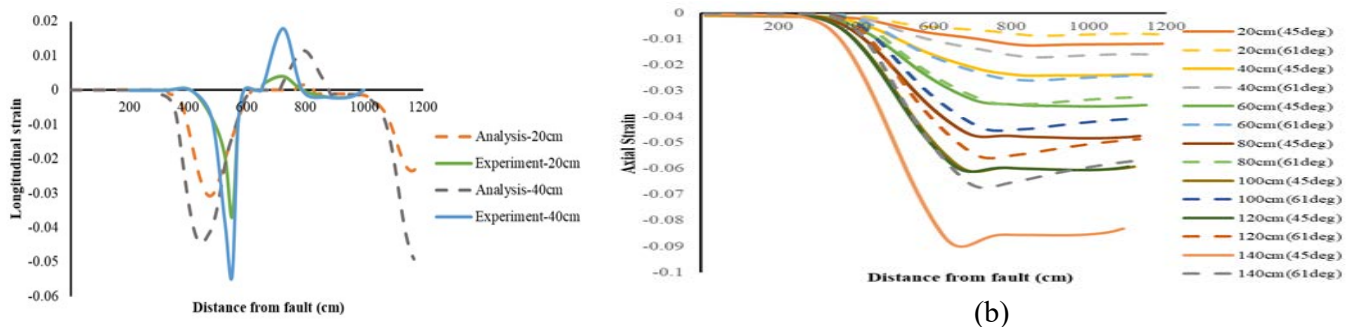 0.02
0.01
0
-0.01
-0.02
-0.03
-0.04
-0.05
-0.06
0 200 400 600 800 1000 1200
Longitudinal strain
Distance from fault (cm)
Analysis-20cm
Experiment-20cm
Analysis-40cm
Experiment-40cm
0
-0.01
-0.02
-0.03
-0.04
-0.05
-0.06
-0.07
-0.08
-0.09
-0.1
200 400 600 800 1000 1200
Axial Strain
Distance from fault (cm)
20cm(45deg)
20cm(61deg)
40cm(45deg)
40cm(61deg)
60cm(45deg)
60cm(61deg)
80cm(45deg)
80cm(61deg)
100cm(45deg)
100cm(61deg)
120cm(45deg)
120cm(61deg)
140cm(45deg)
140cm(61deg)
(b)